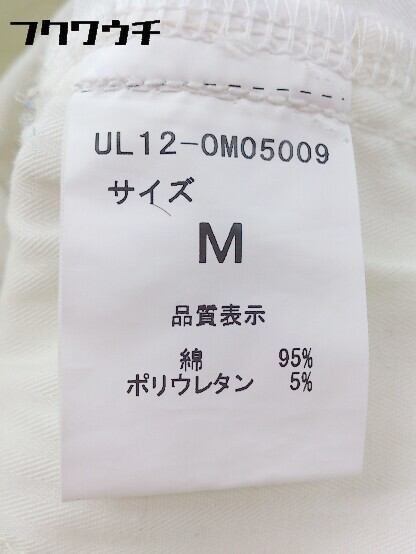 フクワウチ
UL12-0M05009
サイズ
M
品質表示
綿 95%
ポリウレタン 5%